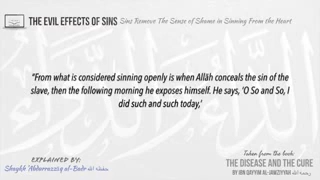 THE EVIL EFFECTS OF SINS Sins Remove The Sense of Shame in Sinning From the Heart
“From what is considered sinning openly is when Allāh conceals the sin of the
slave, then the following morning he exposes himself. He says, ‘O So and So, I
did such and such today,’
EXPLAINED BY:
Shaykh ʿAbdurrazzāq al-Badr
Taken from the book:
THE DISEASE AND THE CURE
BY IBN QAYYIM AL-JAWZIYYAH